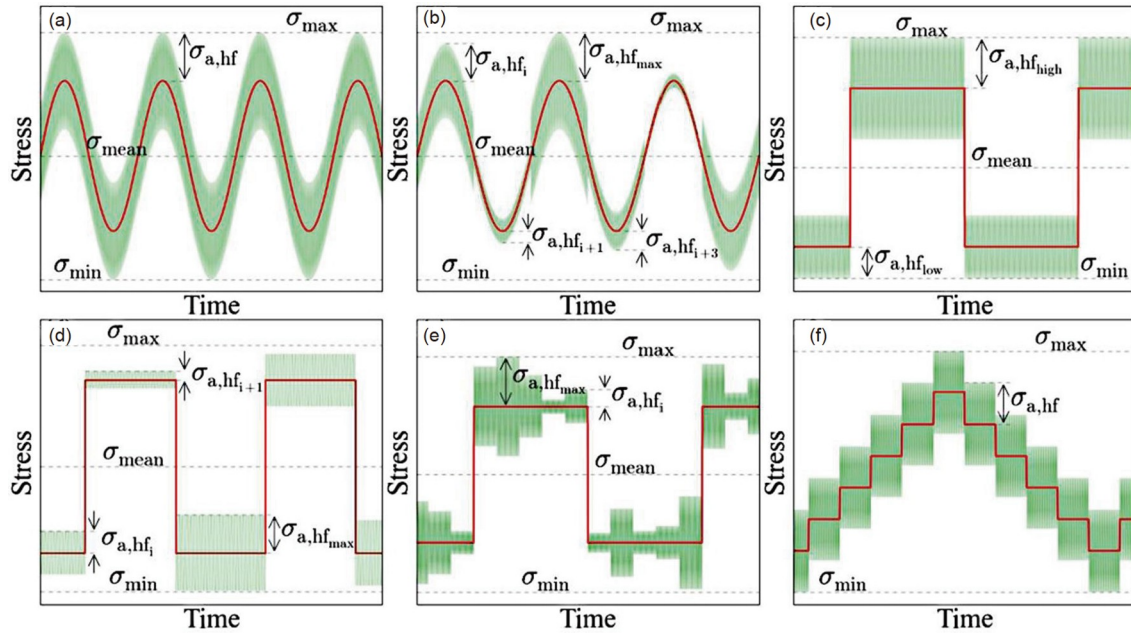 (a)
σmax
σa,hf
σmean
σmin
Stress
Time
(b)
σmax
σa,hfi
σa,hfmax
σmean
σa,hfi+1
σa,hfi+3
σmin
Stress
Time
(c)
σmax
σa,hfhigh
σmean
σa,hflow
σmin
Stress
Time
(d)
σmax
σa,hfi+1
σmean
σa,hfi
σa,hfmax
σmin
Stress
Time
(e)
σmax
σa,hfmax
σa,hfi
σmean
σmin
Stress
Time
(f)
σmax
σa,hf
σmin
Stress
Time